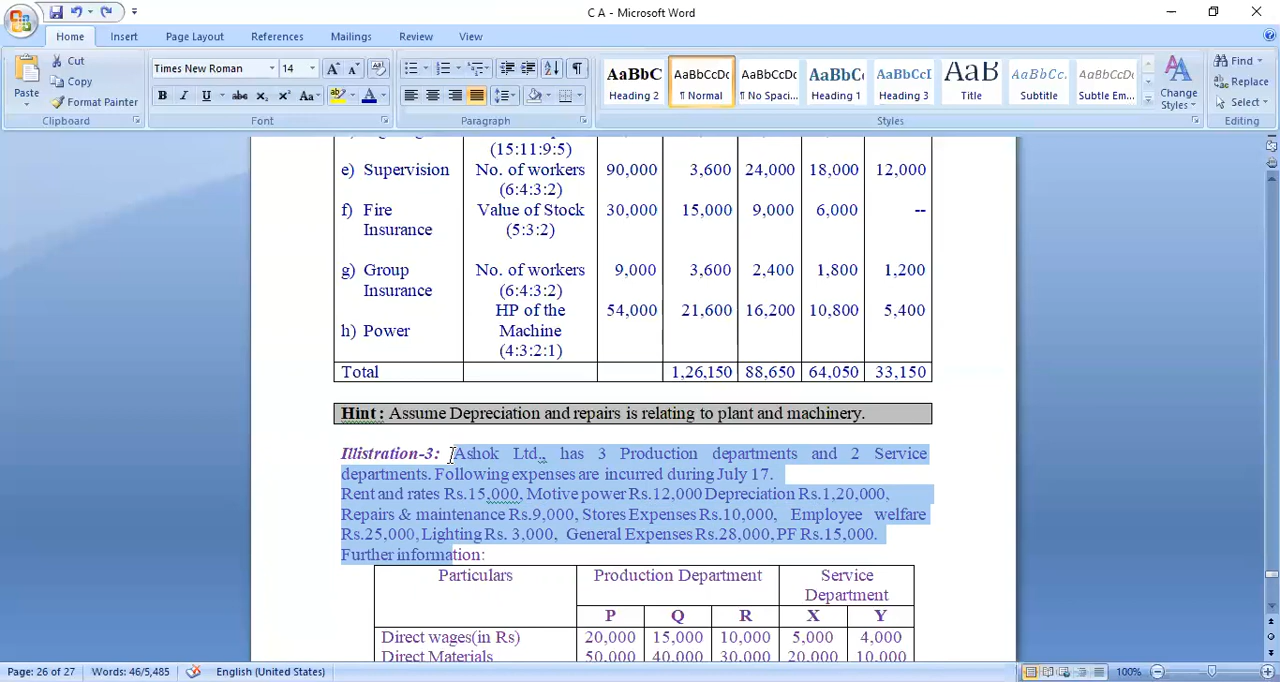 C A - Microsoft Word
Home Insert Page Layout References Mailings Review View
Paste
Cut
Copy
Format Painter
Clipboard
Times New Roman 14
Font
Paragraph
AaBbC AaBbCcDc AaBbCcDc AaBbC AaBbCcI AaB AaBbCc. AaBbCcDc
Heading 2 ¶ Normal ¶ No Spaci... Heading 1 Heading 3 Title Subtitle Subtle Em...
Styles
Change Styles
Find
Replace
Select
Editing
(15:11:9:5)
e) Supervision No. of workers 90,000 3,600 24,000 18,000 12,000
(6:4:3:2)
f) Fire Value of Stock 30,000 15,000 9,000 6,000 --
Insurance (5:3:2)
g) Group No. of workers 9,000 3,600 2,400 1,800 1,200
Insurance (6:4:3:2)
HP of the 54,000 21,600 16,200 10,800 5,400
h) Power Machine
(4:3:2:1)
Total 1,26,150 88,650 64,050 33,150
Hint : Assume Depreciation and repairs is relating to plant and machinery.
Illistration-3: Ashok Ltd., has 3 Production departments and 2 Service
departments. Following expenses are incurred during July 17.
Rent and rates Rs.15,000, Motive power Rs.12,000 Depreciation Rs.1,20,000,
Repairs & maintenance Rs.9,000, Stores Expenses Rs.10,000, Employee welfare
Rs.25,000, Lighting Rs. 3,000, General Expenses Rs.28,000, PF Rs.15,000.
Further information:
Particulars Production Department Service
Department
P Q R X Y
Direct wages(in Rs) 20,000 15,000 10,000 5,000 4,000
Direct Materials 50,000 40,000 30,000 20,000 10,000
Page: 26 of 27 Words: 46/5,485 English (United States) 100%